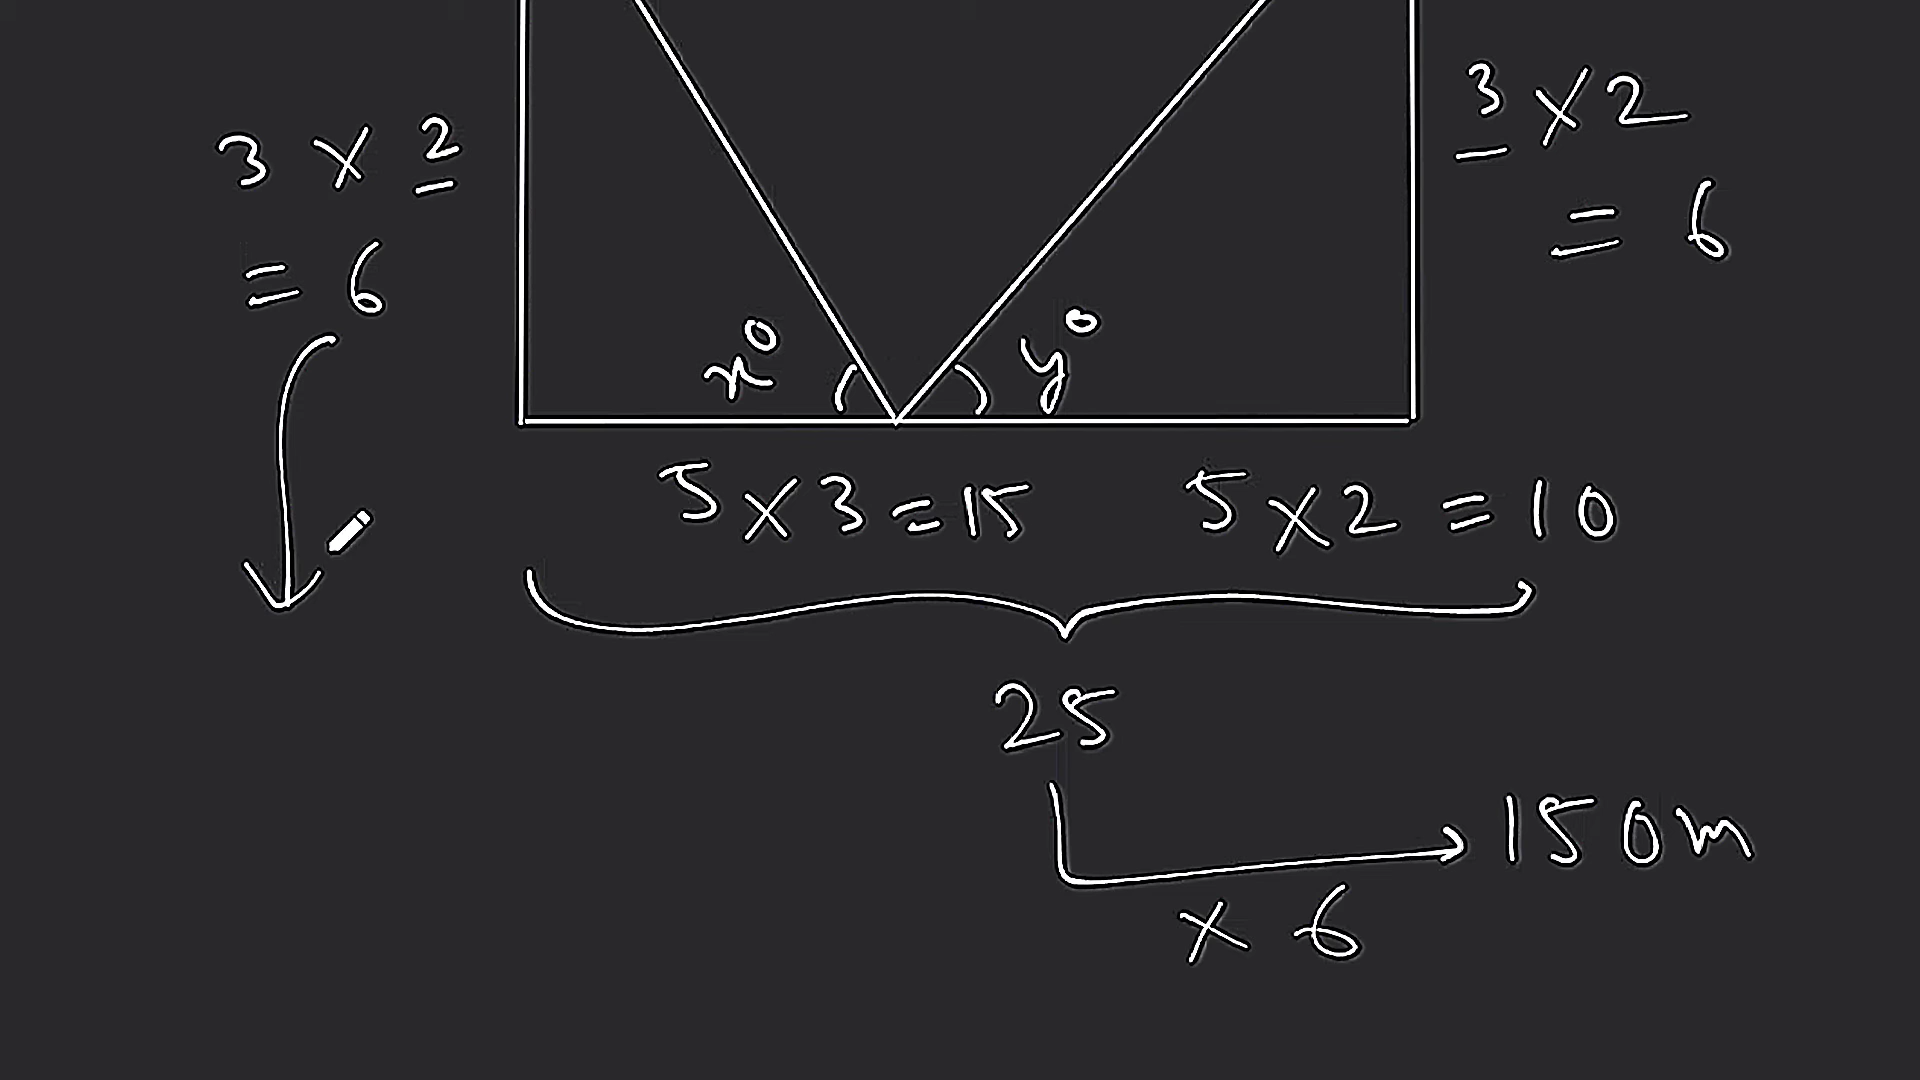 3 × 2
= 6
3 × 2
= 6
x° y°
5 × 3 = 15 5 × 2 = 10
25
150m
× 6